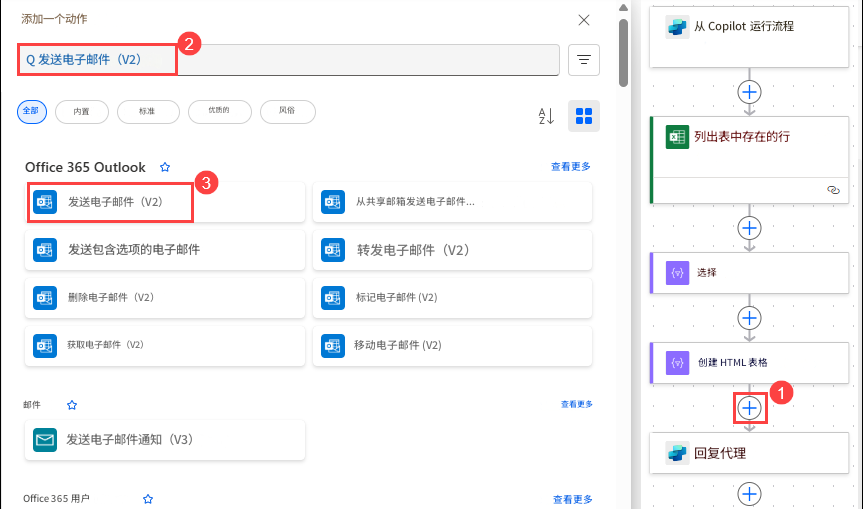 添加一个动作
2
Q 发送电子邮件（V2）
全部
内置
标准
优质的
风俗
A
Z
Office 365 Outlook
查看更多
3
发送电子邮件（V2）
从共享邮箱发送电子邮件...
发送包含选项的电子邮件
转发电子邮件（V2）
删除电子邮件（V2）
标记电子邮件 (V2)
获取电子邮件（V2）
移动电子邮件 (V2)
邮件
查看更多
发送电子邮件通知（V3）
Office 365 用户
查看更多
从 Copilot 运行流程
列出表中存在的行
选择
创建 HTML 表格
1
回复代理